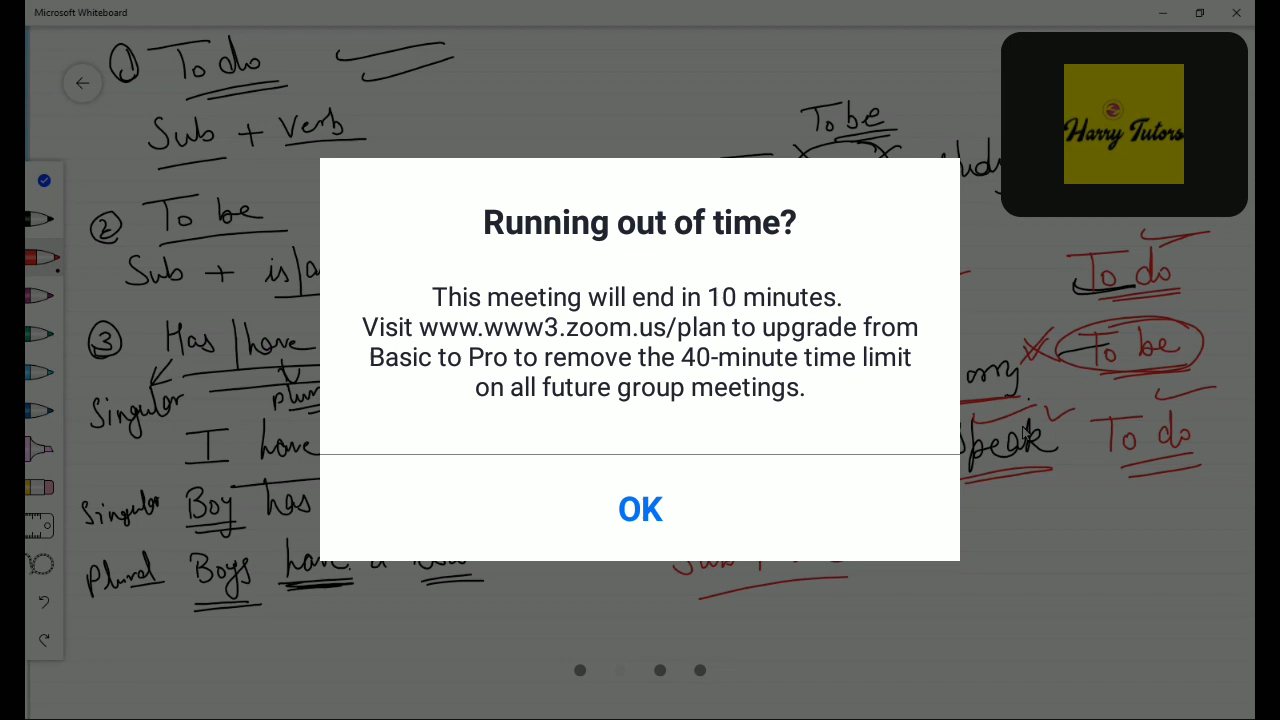 Microsoft Whiteboard
① To do
Sub + Verb
② To be
Sub + is/
③ Has/have
Singular
I have
Singular Boy has
Plural Boys have a
To be
Harry Tutors
To do
To be
speak To do
Running out of time?
This meeting will end in 10 minutes.
Visit www.www3.zoom.us/plan to upgrade from
Basic to Pro to remove the 40-minute time limit
on all future group meetings.
OK